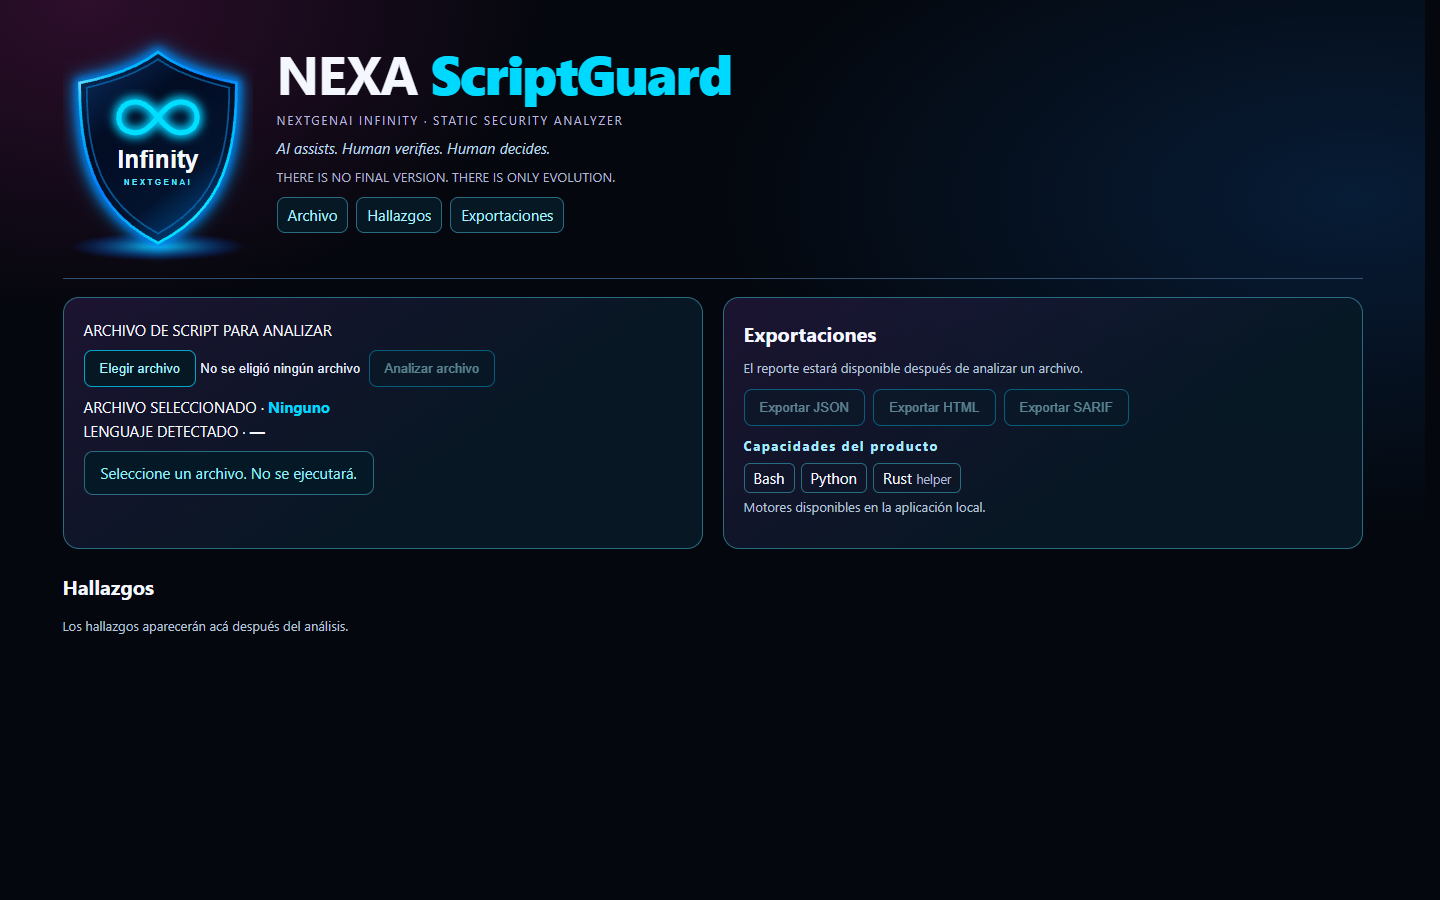 Infinity
NEXTGENAI
NEXA ScriptGuard
NEXTGENAI INFINITY · STATIC SECURITY ANALYZER
AI assists. Human verifies. Human decides.
THERE IS NO FINAL VERSION. THERE IS ONLY EVOLUTION.
Archivo Hallazgos Exportaciones
ARCHIVO DE SCRIPT PARA ANALIZAR
Elegir archivo No se eligió ningún archivo Analizar archivo
ARCHIVO SELECCIONADO · Ninguno
LENGUAJE DETECTADO · —
Seleccione un archivo. No se ejecutará.
Exportaciones
El reporte estará disponible después de analizar un archivo.
Exportar JSON Exportar HTML Exportar SARIF
Capacidades del producto
Bash Python Rust helper
Motores disponibles en la aplicación local.
Hallazgos
Los hallazgos aparecerán acá después del análisis.